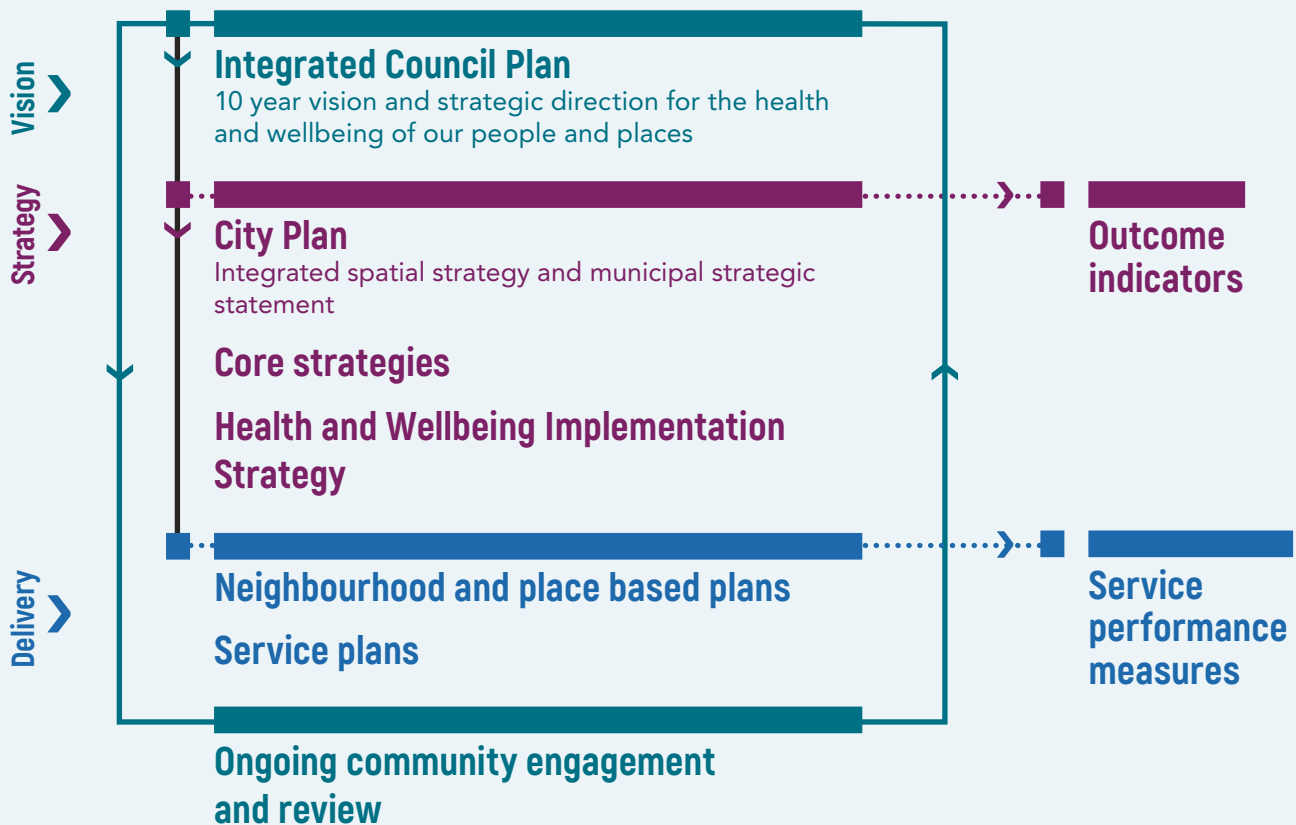 Vision
Integrated Council Plan
10 year vision and strategic direction for the health
and wellbeing of our people and places
Strategy
City Plan
Integrated spatial strategy and municipal strategic
statement
Core strategies
Health and Wellbeing Implementation
Strategy
Outcome
indicators
Delivery
Neighbourhood and place based plans
Service plans
Service
performance
measures
Ongoing community engagement
and review